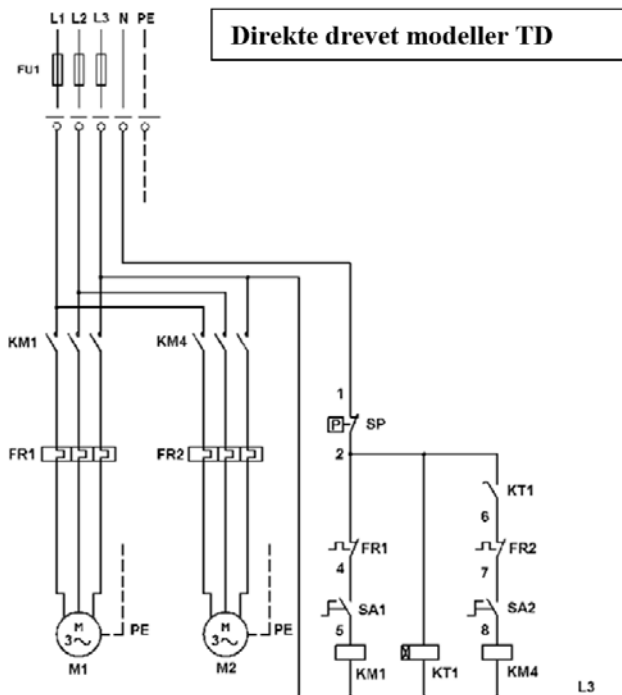 L1 L2 L3 N PE
Direkte drevet modeller TD
FU1
KM1
KM4
1
P SP
2
FR1
FR2
KT1
6
FR1
FR2
4
7
SA1
SA2
5
8
M 3~
PE
M 3~
PE
M1
M2
KM1
KT1
KM4
L3